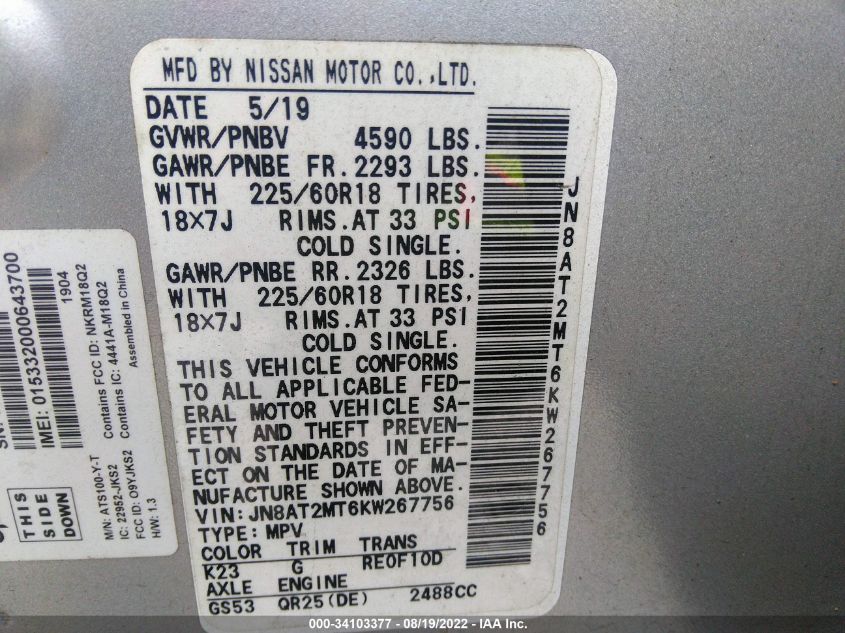 MFD BY NISSAN MOTOR CO.,LTD.
DATE 5/19
GVWR/PNBV 4590 LBS.
GAWR/PNBE FR. 2293 LBS.
WITH 225/60R18 TIRES,
18×7J RIMS.AT 33 PSI
COLD SINGLE.
GAWR/PNBE RR. 2326 LBS.
WITH 225/60R18 TIRES,
18×7J RIMS.AT 33 PSI
COLD SINGLE.
THIS VEHICLE CONFORMS
TO ALL APPLICABLE FED-
ERAL MOTOR VEHICLE SA-
FETY AND THEFT PREVEN-
TION STANDARDS IN EFF-
ECT ON THE DATE OF MA-
NUFACTURE SHOWN ABOVE.
VIN:JN8AT2MT6KW267756
TYPE:MPV
COLOR TRIM TRANS
K23 G RE0F10D
AXLE ENGINE
GS53 QR25(DE) 2488CC
JN8AT2MT6KW267756
IMEI: 015332000643700
1904
THIS
SIDE
DOWN
M/N: ATS100-Y-T
Contains FCC ID: NKRM18Q2
IC: 22952-JKS2
Contains IC: 4441A-M18Q2
FCC ID: O9YJKS2
H/W: 1.3
Assembled in China
000-34103377 - 08/19/2022 - IAA Inc.